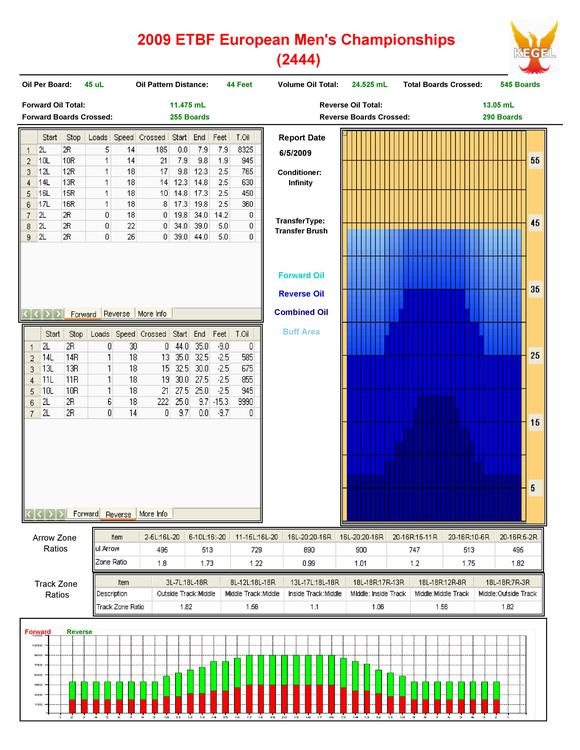 2009 ETBF European Men's Championships
(2444)
KEGEL
Oil Per Board: 45 uL Oil Pattern Distance: 44 Feet Volume Oil Total: 24.525 mL Total Boards Crossed: 545 Boards
Forward Oil Total: 11.475 mL Reverse Oil Total: 13.05 mL
Forward Boards Crossed: 255 Boards Reverse Boards Crossed: 290 Boards
Start Stop Loads Speed Crossed Start End Feet T.Oil
1 2L 2R 5 14 185 0.0 7.9 7.9 8325
2 10L 10R 1 14 21 7.9 9.8 1.9 945
3 12L 12R 1 18 17 9.8 12.3 2.5 765
4 14L 13R 1 18 14 12.3 14.8 2.5 630
5 16L 15R 1 18 10 14.8 17.3 2.5 450
6 17L 16R 1 18 8 17.3 19.8 2.5 360
7 2L 2R 0 18 0 19.8 34.0 14.2 0
8 2L 2R 0 22 0 34.0 39.0 5.0 0
9 2L 2R 0 26 0 39.0 44.0 5.0 0
Forward Reverse More Info
Start Stop Loads Speed Crossed Start End Feet T.Oil
1 2L 2R 0 30 0 44.0 35.0 -9.0 0
2 14L 14R 1 18 13 35.0 32.5 -2.5 585
3 13L 13R 1 18 15 32.5 30.0 -2.5 675
4 11L 11R 1 18 19 30.0 27.5 -2.5 855
5 10L 10R 1 18 21 27.5 25.0 -2.5 945
6 2L 2R 6 18 222 25.0 9.7 -15.3 9990
7 2L 2R 0 14 0 9.7 0.0 -9.7 0
Forward Reverse More Info
Report Date
6/5/2009
Conditioner:
Infinity
TransferType:
Transfer Brush
Forward Oil
Reverse Oil
Combined Oil
Buff Area
55
45
35
25
15
5
Arrow Zone
Ratios
Item 2-5L:16L-20 6-10L:16:-20 11-15L:16L-20 16L-20:20-16R 16L-20:20-16R 20-16R:15-11R 20-16R:10-6R 20-16R:5-2R
ul Arrow 495 513 729 890 900 747 513 495
Zone Ratio 1.8 1.73 1.22 0.99 1.01 1.2 1.75 1.82
Track Zone
Ratios
Item 3L-7L:18L-18R 8L-12L:18L-18R 13L-17L:18L-18R 18L-18R:17R-13R 18L-18R:12R-8R 18L-18R:7R-3R
Description Outside Track:Middle Middle Track:Middle Inside Track:Middle Middle: Inside Track Middle:Middle Track Middle:Outside Track
Track Zone Ratio 1.82 1.56 1.1 1.06 1.55 1.82
Forward Reverse